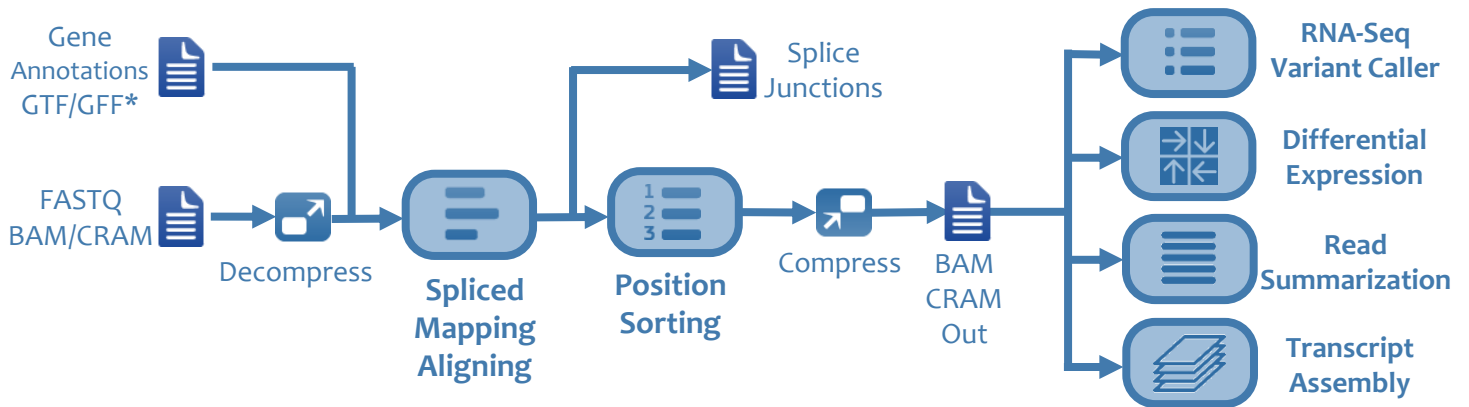 Gene
Annotations
GTF/GFF*
FASTQ
BAM/CRAM
Decompress
Spliced
Mapping
Aligning
Splice
Junctions
1
2
3
Position
Sorting
Compress
BAM
CRAM
Out
RNA-Seq
Variant Caller
Differential
Expression
Read
Summarization
Transcript
Assembly